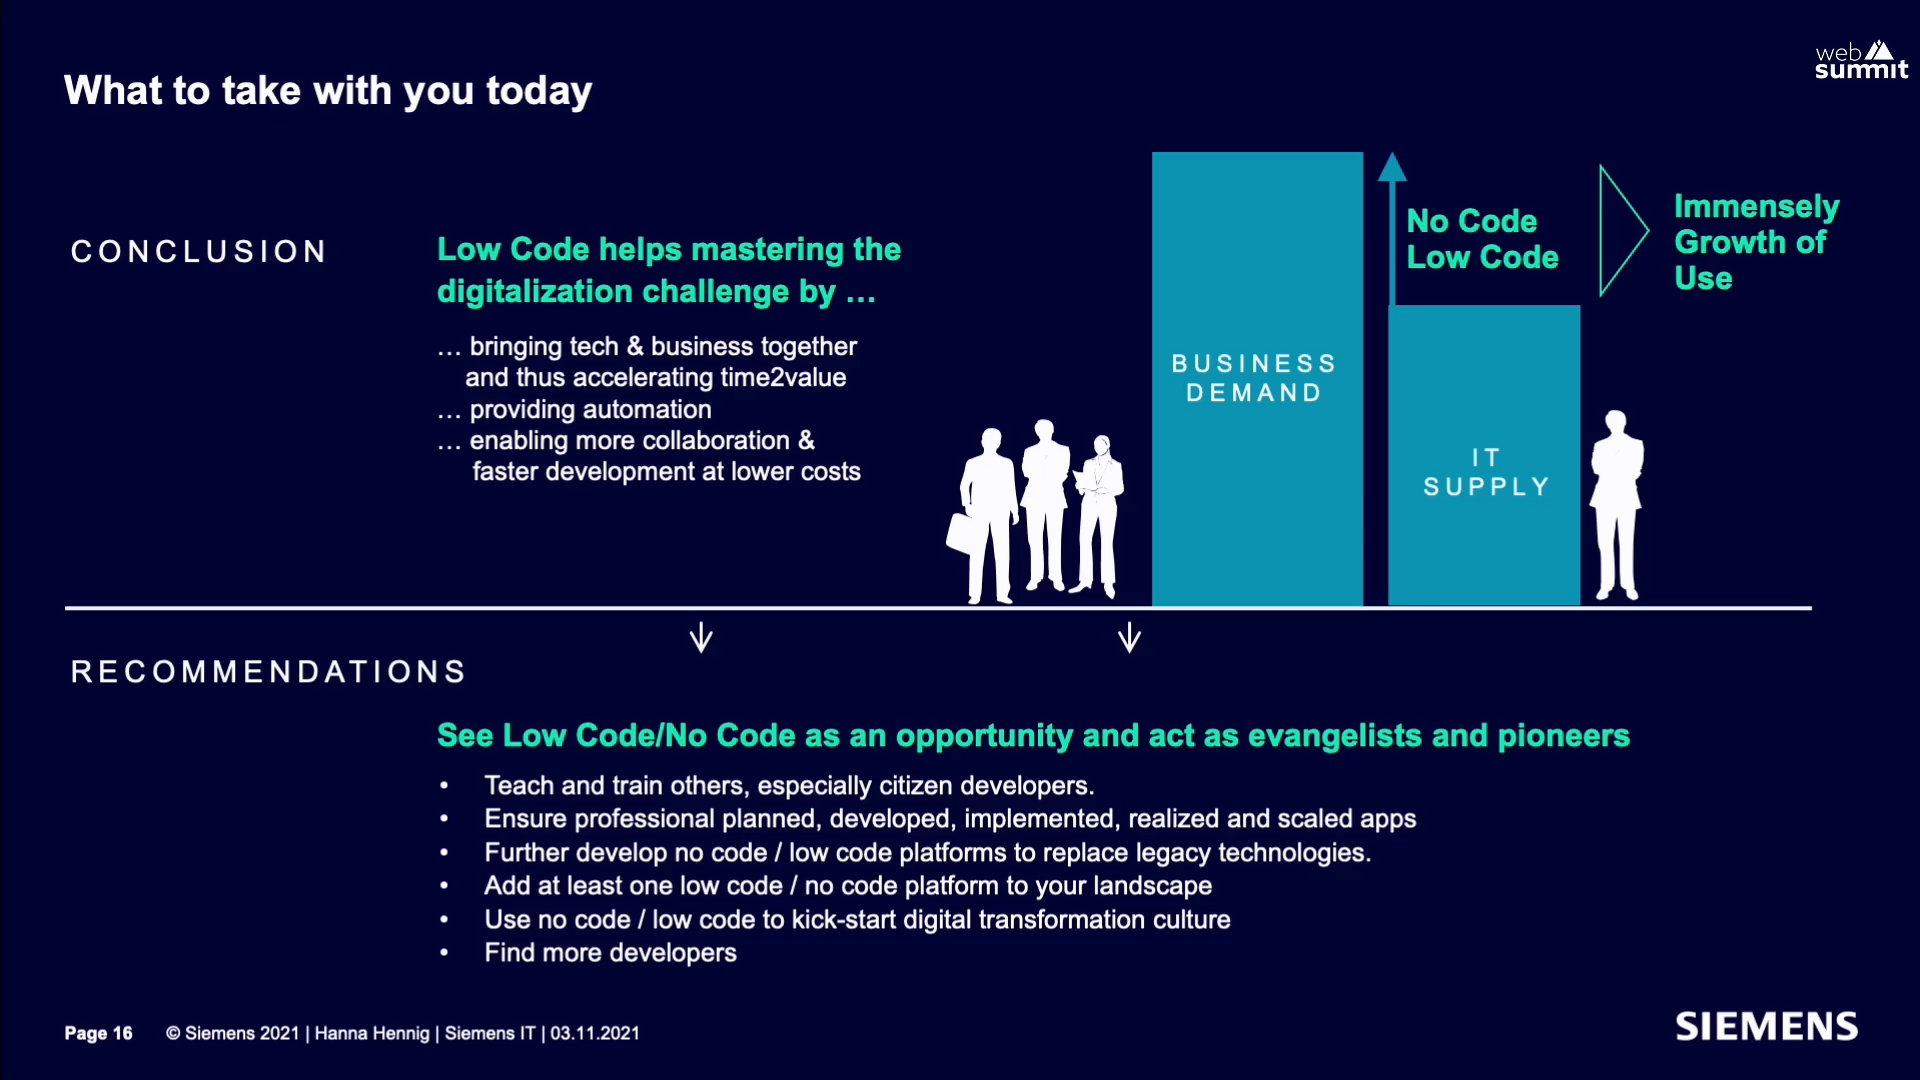 What to take with you today
web
summit
CONCLUSION
Low Code helps mastering the
digitalization challenge by …
… bringing tech & business together
and thus accelerating time2value
… providing automation
… enabling more collaboration &
faster development at lower costs
BUSINESS
DEMAND
No Code
Low Code
IT
SUPPLY
Immensely
Growth of
Use
RECOMMENDATIONS
See Low Code/No Code as an opportunity and act as evangelists and pioneers
• Teach and train others, especially citizen developers.
• Ensure professional planned, developed, implemented, realized and scaled apps
• Further develop no code / low code platforms to replace legacy technologies.
• Add at least one low code / no code platform to your landscape
• Use no code / low code to kick-start digital transformation culture
• Find more developers
Page 16 © Siemens 2021 | Hanna Hennig | Siemens IT | 03.11.2021
SIEMENS